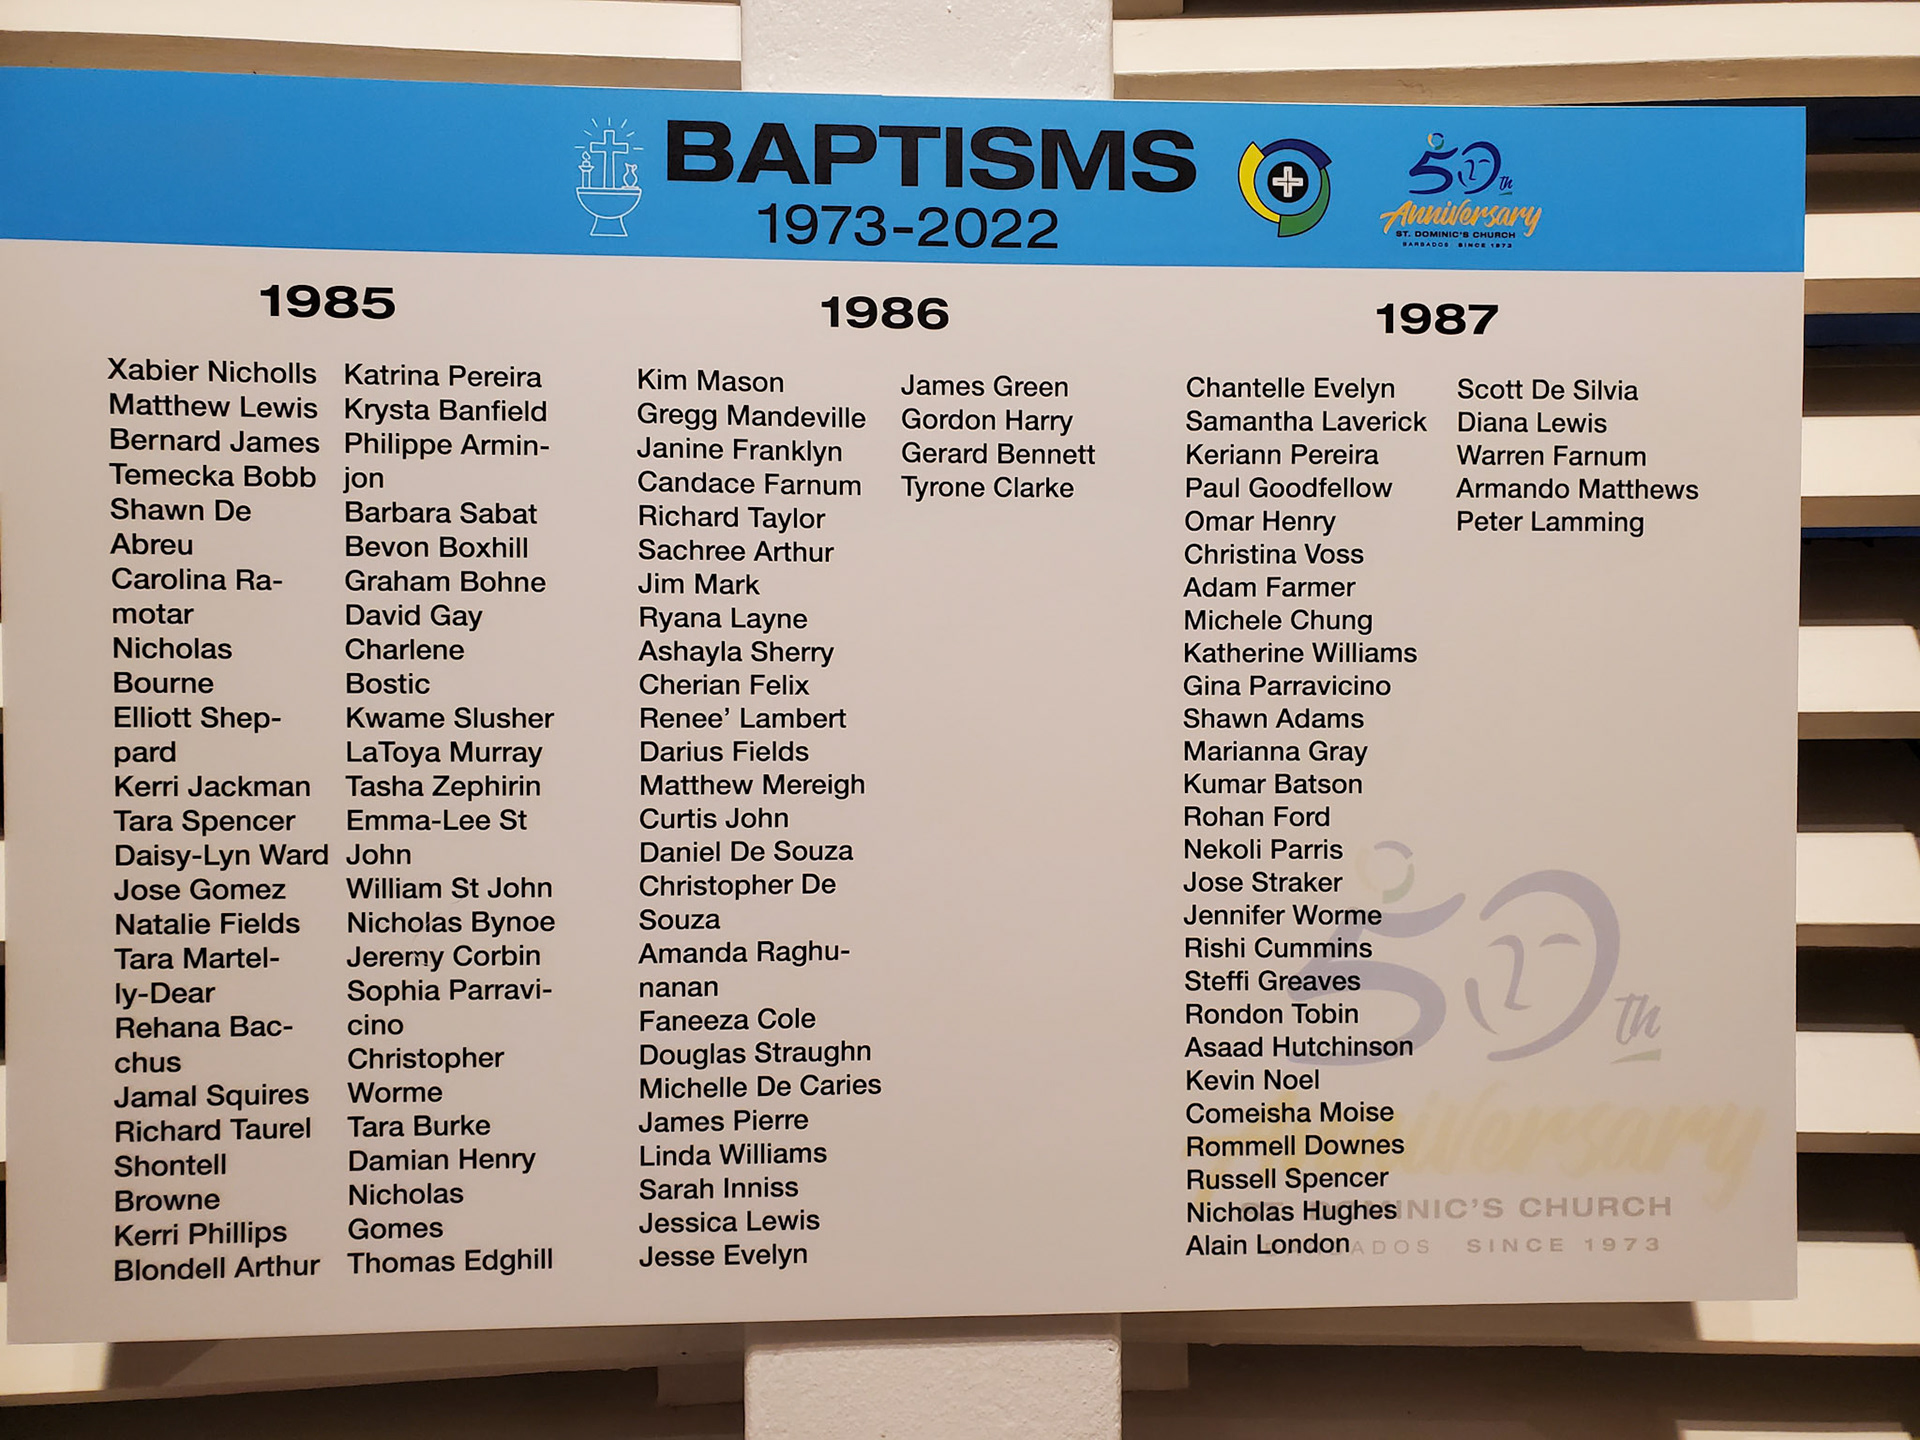 BAPTISMS
1973-2022
50th
Anniversary
ST. DOMINIC'S CHURCH
BARBADOS SINCE 1973
1985
Xabier Nicholls
Matthew Lewis
Bernard James
Temecka Bobb
Shawn De
Abreu
Carolina Ra-
motar
Nicholas
Bourne
Elliott Shep-
pard
Kerri Jackman
Tara Spencer
Daisy-Lyn Ward
Jose Gomez
Natalie Fields
Tara Martel-
ly-Dear
Rehana Bac-
chus
Jamal Squires
Richard Taurel
Shontell
Browne
Kerri Phillips
Blondell Arthur
Katrina Pereira
Krysta Banfield
Philippe Armin-
jon
Barbara Sabat
Bevon Boxhill
Graham Bohne
David Gay
Charlene
Bostic
Kwame Slusher
LaToya Murray
Tasha Zephirin
Emma-Lee St
John
William St John
Nicholas Bynoe
Jeremy Corbin
Sophia Parravi-
cino
Christopher
Worme
Tara Burke
Damian Henry
Nicholas
Gomes
Thomas Edghill
1986
Kim Mason
Gregg Mandeville
Janine Franklyn
Candace Farnum
Richard Taylor
Sachree Arthur
Jim Mark
Ryana Layne
Ashayla Sherry
Cherian Felix
Renee’ Lambert
Darius Fields
Matthew Mereigh
Curtis John
Daniel De Souza
Christopher De
Souza
Amanda Raghu-
nanan
Faneeza Cole
Douglas Straughn
Michelle De Caries
James Pierre
Linda Williams
Sarah Inniss
Jessica Lewis
Jesse Evelyn
James Green
Gordon Harry
Gerard Bennett
Tyrone Clarke
1987
Chantelle Evelyn
Samantha Laverick
Keriann Pereira
Paul Goodfellow
Omar Henry
Christina Voss
Adam Farmer
Michele Chung
Katherine Williams
Gina Parravicino
Shawn Adams
Marianna Gray
Kumar Batson
Rohan Ford
Nekoli Parris
Jose Straker
Jennifer Worme
Rishi Cummins
Steffi Greaves
Rondon Tobin
Asaad Hutchinson
Kevin Noel
Comeisha Moise
Rommell Downes
Russell Spencer
Nicholas Hughes
Alain London
Scott De Silvia
Diana Lewis
Warren Farnum
Armando Matthews
Peter Lamming
50th
Anniversary
ST. DOMINIC'S CHURCH
BARBADOS SINCE 1973